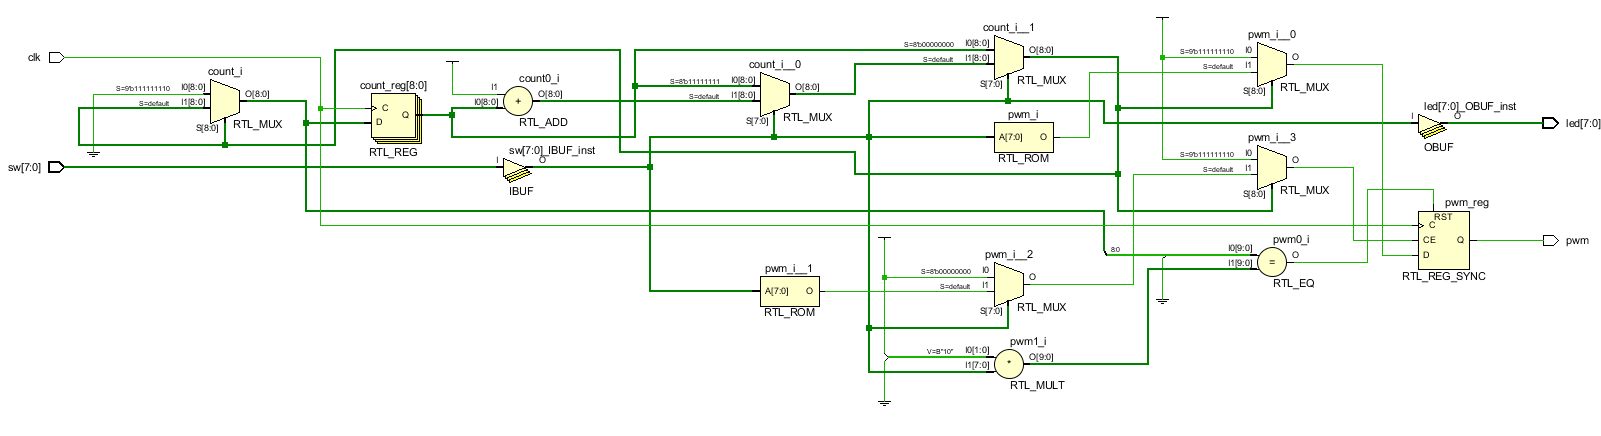 clk
count_i
S=9'b111111110
I0[8:0]
S=default
I1[8:0]
O[8:0]
S[8:0]
RTL_MUX
count_reg[8:0]
C
D
Q
RTL_REG
count0_i
I1
I0[8:0]
+
O[8:0]
RTL_ADD
count_i__0
S=8'b11111111
I0[8:0]
S=default
I1[8:0]
O[8:0]
S[7:0]
RTL_MUX
count_i__1
S=8'b00000000
I0[8:0]
S=default
I1[8:0]
O[8:0]
S[7:0]
RTL_MUX
pwm_i__0
S=9'b111111110
I0
S=default
I1
O
S[8:0]
RTL_MUX
pwm_i
A[7:0]
O
RTL_ROM
led[7:0]_OBUF_inst
I
O
OBUF
led[7:0]
sw[7:0]
sw[7:0]_IBUF_inst
I
O
IBUF
pwm_i__3
S=9'b111111110
I0
S=default
I1
O
S[8:0]
RTL_MUX
pwm_reg
RST
C
CE
D
Q
RTL_REG_SYNC
pwm
pwm0_i
8:0
I0[9:0]
I1[9:0]
=
O
RTL_EQ
pwm_i__1
A[7:0]
O
RTL_ROM
pwm_i__2
S=8'b00000000
I0
S=default
I1
O
S[7:0]
RTL_MUX
pwm1_i
V=B"10"
I0[1:0]
I1[7:0]
*
O[9:0]
RTL_MULT